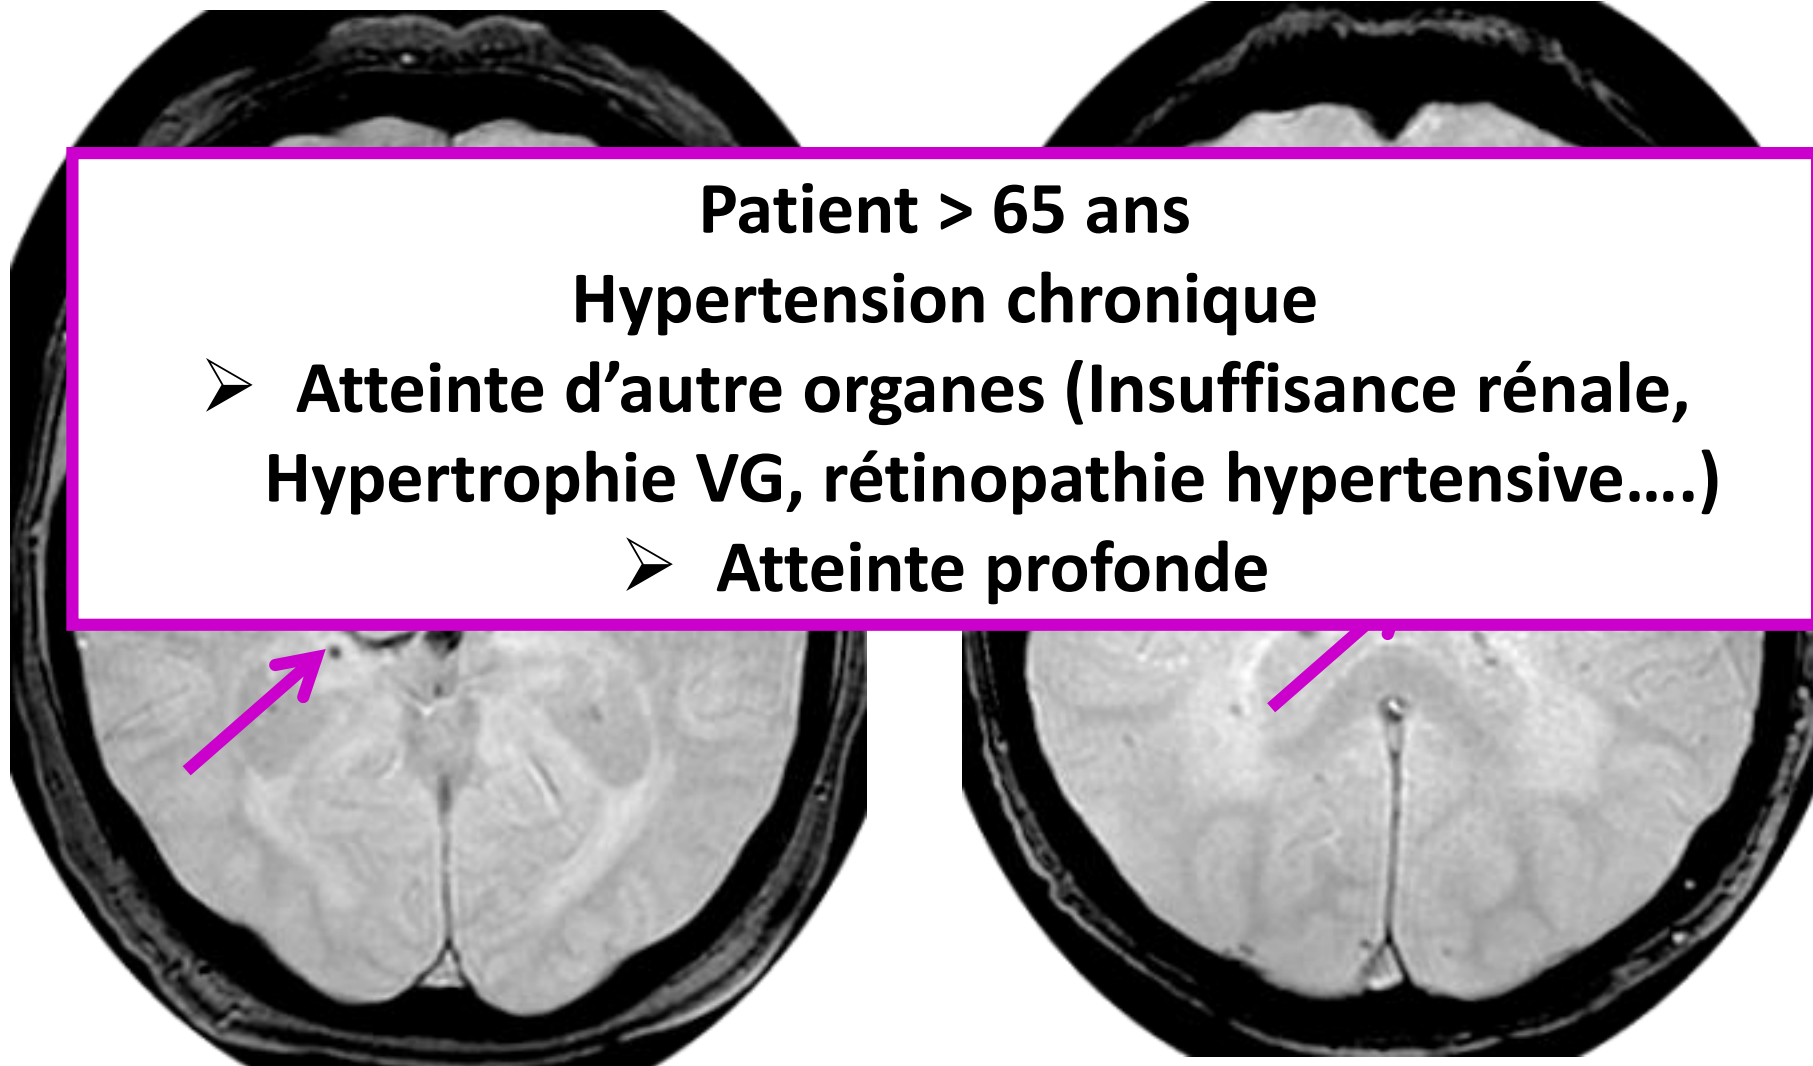 Patient > 65 ans
Hypertension chronique
➢ Atteinte d’autre organes (Insuffisance rénale,
Hypertrophie VG, rétinopathie hypertensive….)
➢ Atteinte profonde